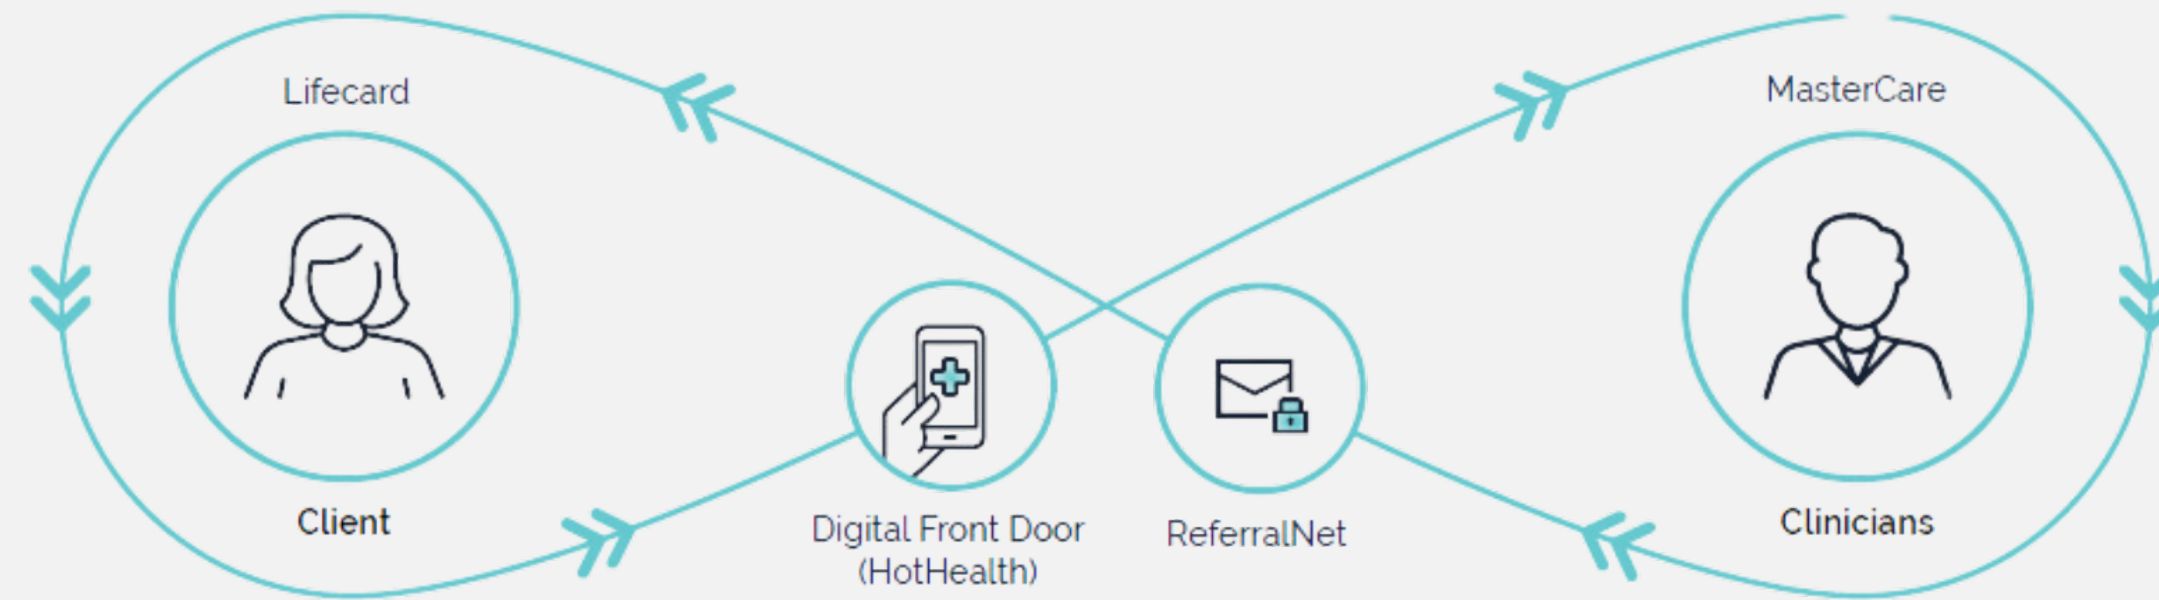 Lifecard
MasterCare
Client
Digital Front Door
(HotHealth)
ReferralNet
Clinicians